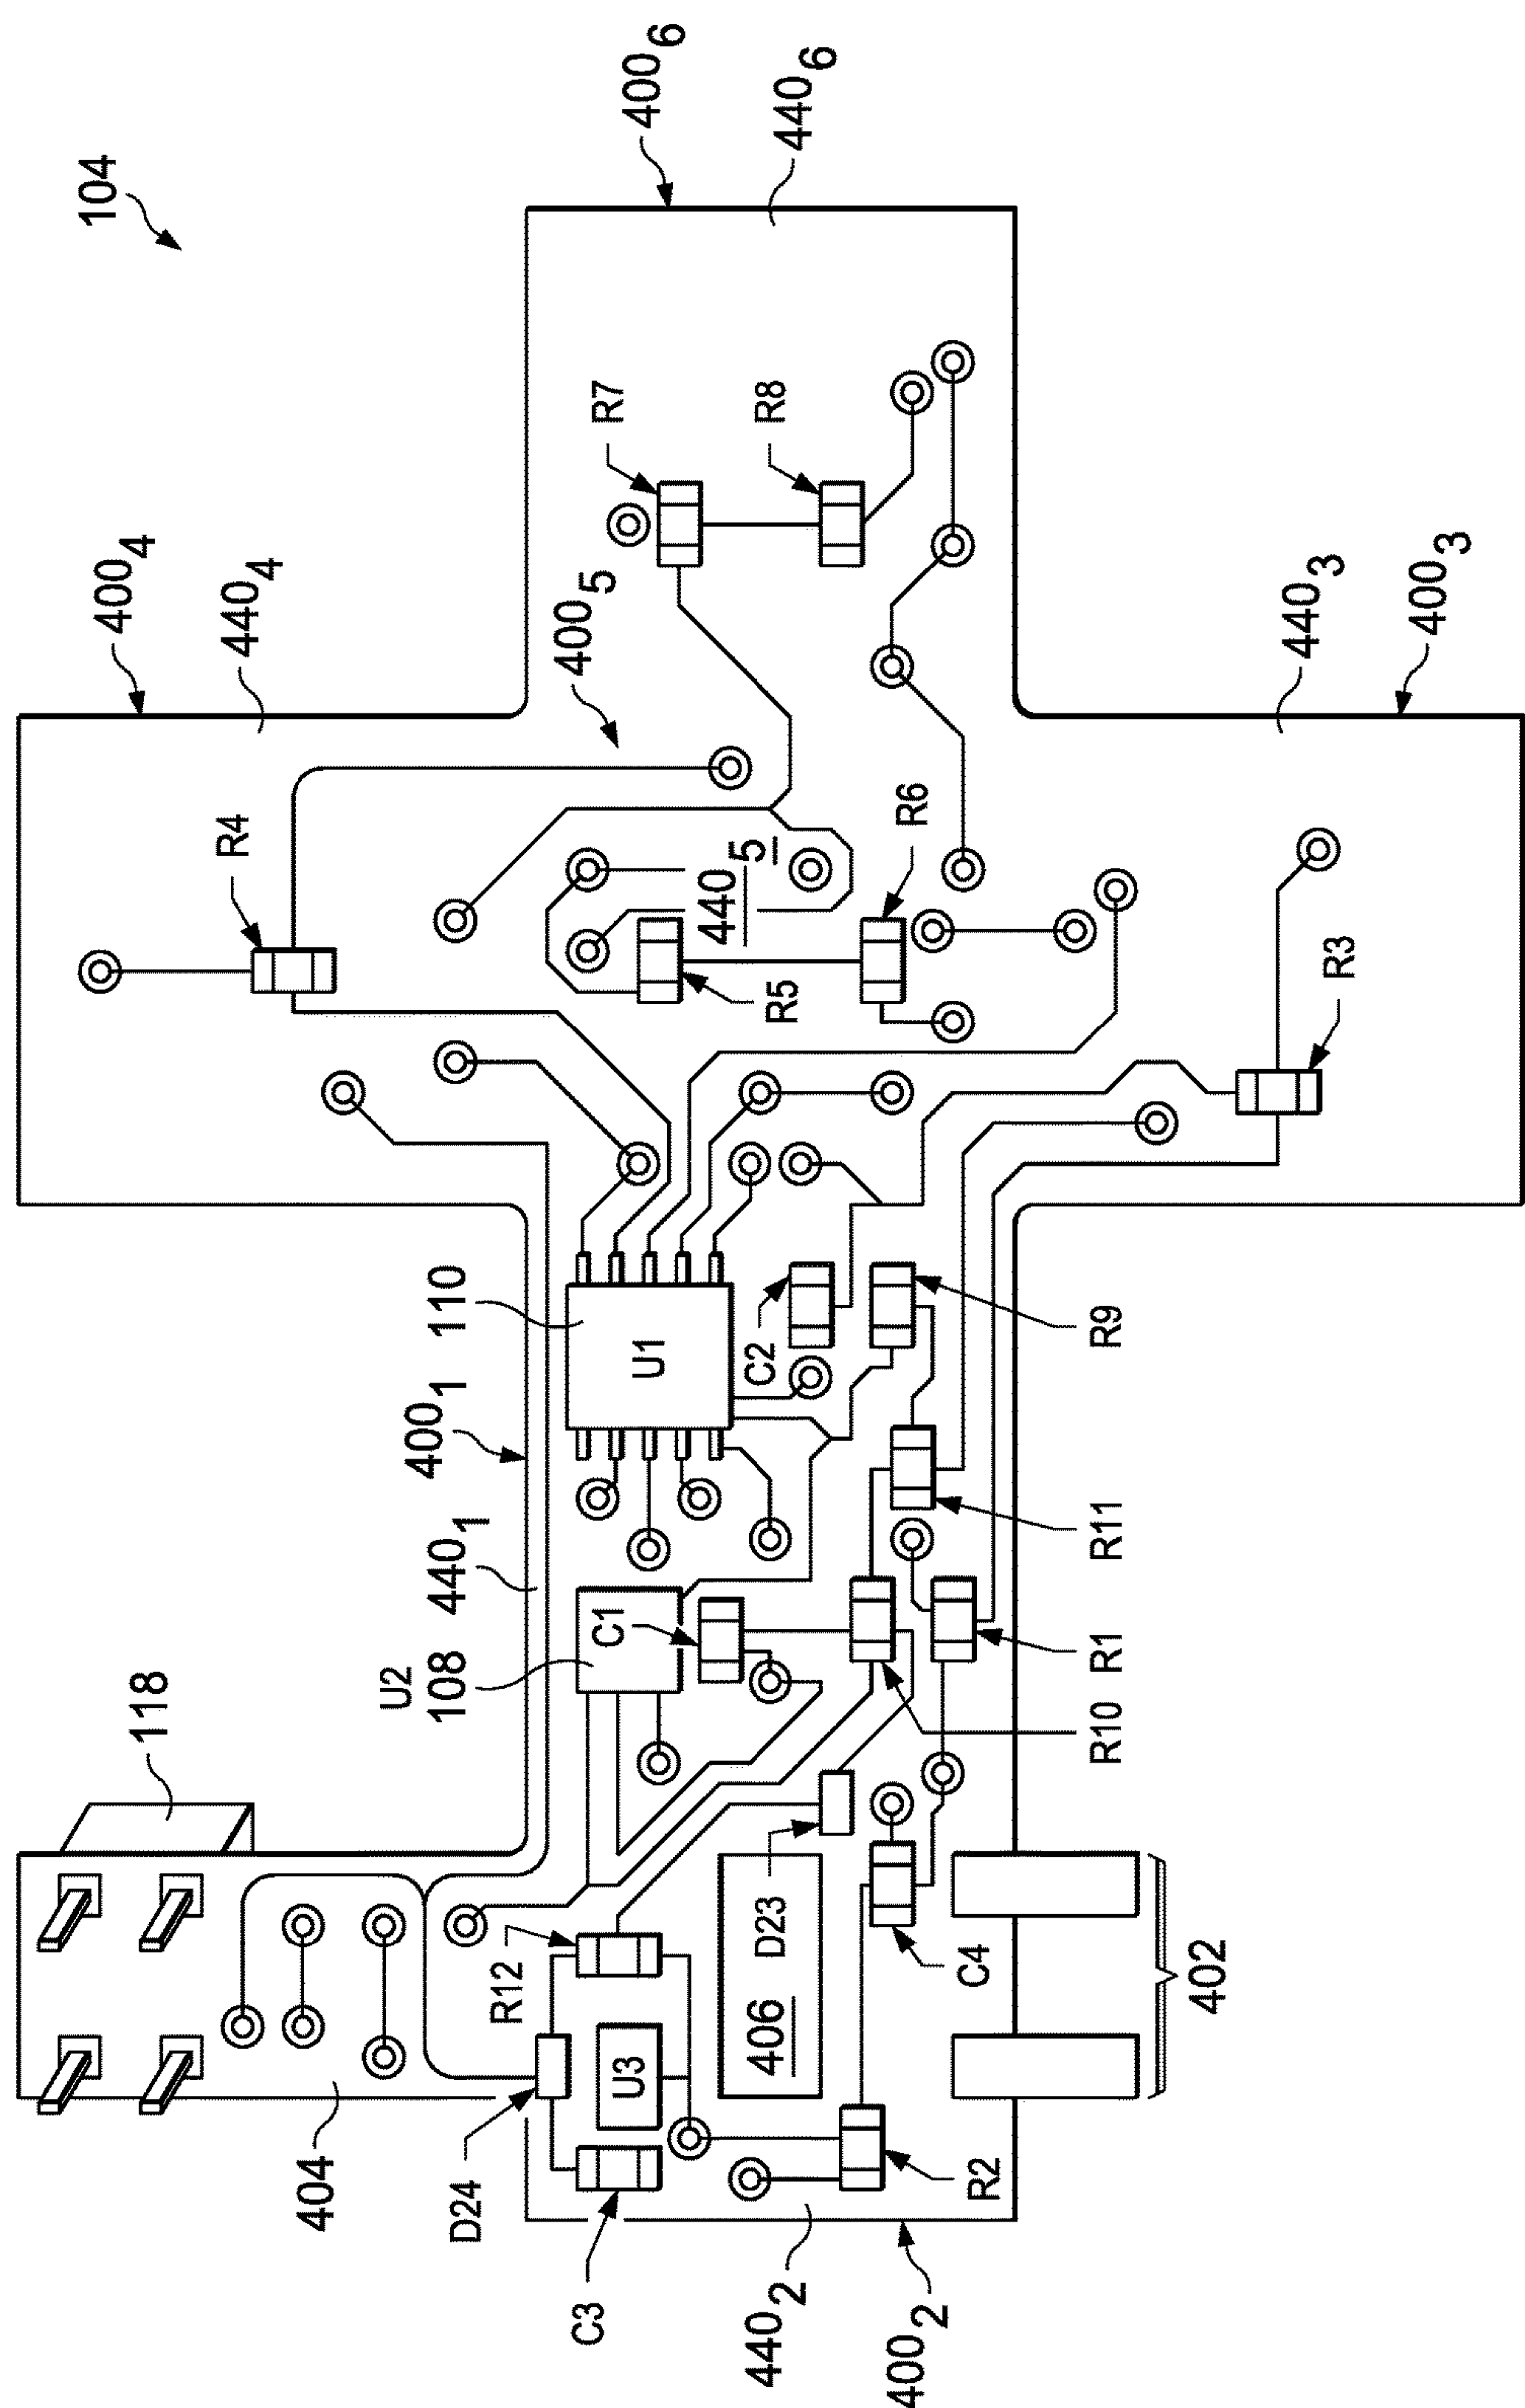 104
400₆
440₆
400₄
440₄
R7
R8
400₅
440₃
400₃
R4
440₅
R6
R5
R3
110
U1
C2
R9
400₁
440₁
R11
U2
108
C1
R1
R10
118
R12
D23
406
C4
402
U3
404
D24
R2
C3
440₂
400₂